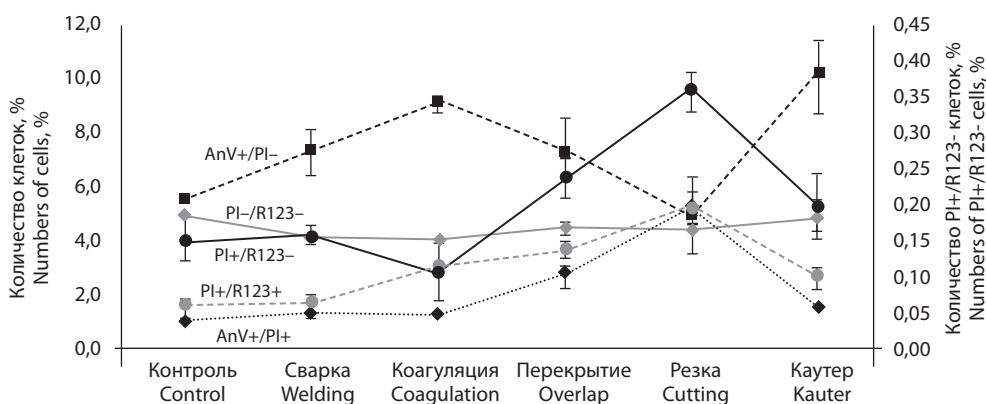 Количество клеток, %
Numbers of cells, %
12,0
10,0
8,0
6,0
4,0
2,0
0,0
AnV+/PI–
PI–/R123–
PI+/R123–
PI+/R123+
AnV+/PI+
0,45
0,40
0,35
0,30
0,25
0,20
0,15
0,10
0,05
0,00
Количество PI+/R123- клеток, %
Numbers of PI+/R123- cells, %
Контроль Сварка Коагуляция Перекрытие Резка Каутер
Control Welding Coagulation Overlap Cutting Kauter